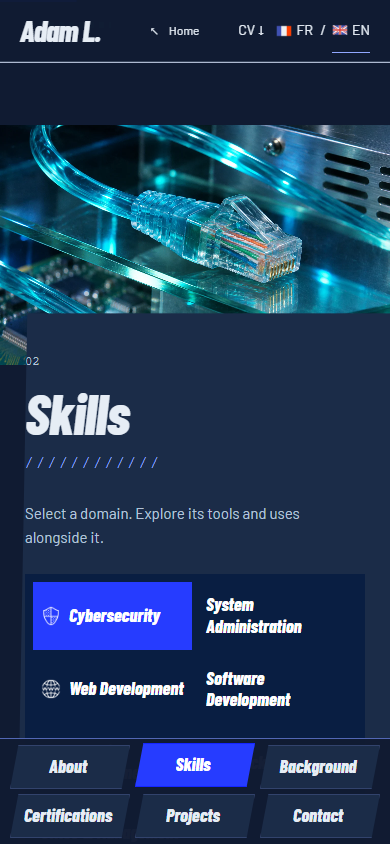 Adam L.
↖ Home
CV ↓
FR / EN
02
Skills
/ / / / / / / / / / / /
Select a domain. Explore its tools and uses
alongside it.
Cybersecurity
System
Administration
Web Development
Software
Development
About
Skills
Background
Certifications
Projects
Contact